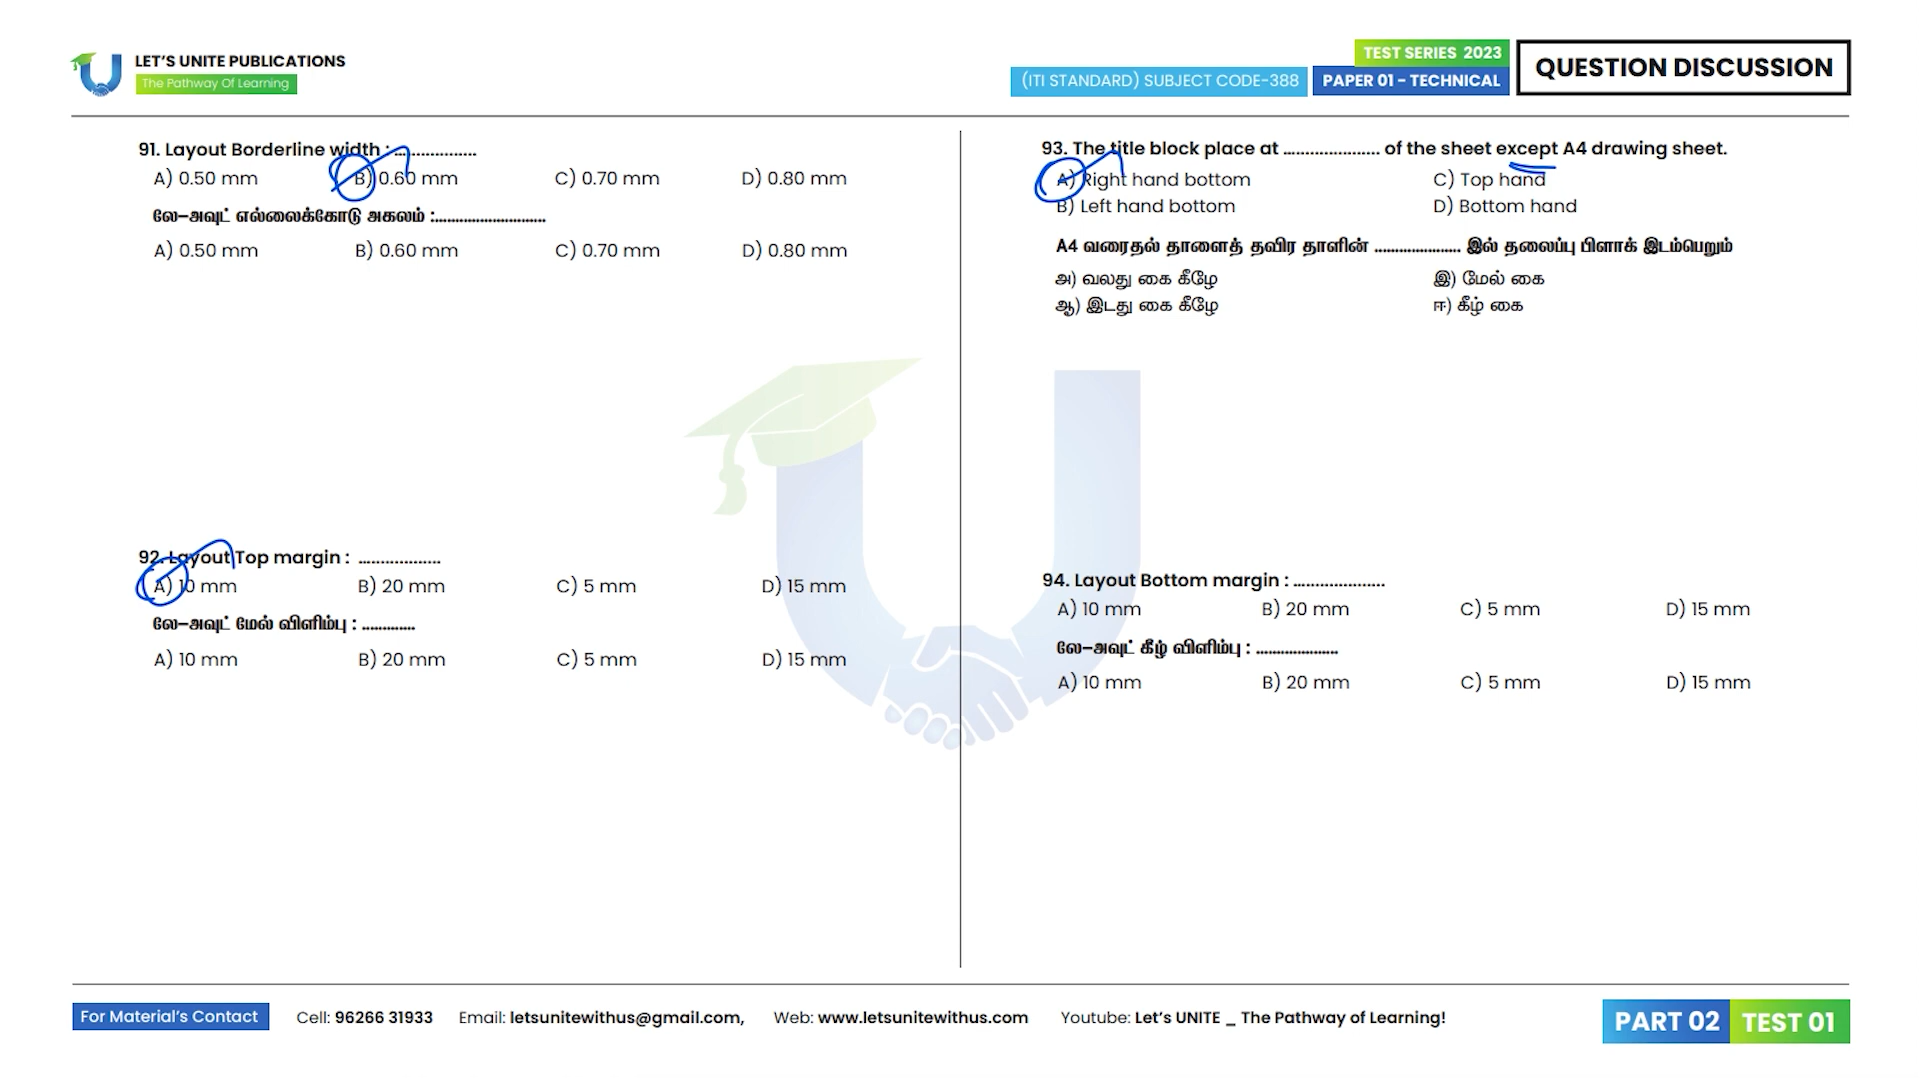 LET'S UNITE PUBLICATIONS
The Pathway Of Learning
TEST SERIES 2023
(ITI STANDARD) SUBJECT CODE-388
PAPER 01 - TECHNICAL
QUESTION DISCUSSION
91. Layout Borderline width : ..................
A) 0.50 mm B) 0.60 mm C) 0.70 mm D) 0.80 mm
லே-அவுட் எல்லைக்கோடு அகலம் :...........................
A) 0.50 mm B) 0.60 mm C) 0.70 mm D) 0.80 mm
92. Layout Top margin : ..................
A) 10 mm B) 20 mm C) 5 mm D) 15 mm
லே-அவுட் மேல் விளிம்பு : .............
A) 10 mm B) 20 mm C) 5 mm D) 15 mm
93. The title block place at ..................... of the sheet except A4 drawing sheet.
A) Right hand bottom C) Top hand
B) Left hand bottom D) Bottom hand
A4 வரைதல் தாளைத் தவிர தாளின் ..................... இல் தலைப்பு பிளாக் இடம்பெறும்
அ) வலது கை கீழே இ) மேல் கை
ஆ) இடது கை கீழே ஈ) கீழ் கை
94. Layout Bottom margin : ....................
A) 10 mm B) 20 mm C) 5 mm D) 15 mm
லே-அவுட் கீழ் விளிம்பு : ....................
A) 10 mm B) 20 mm C) 5 mm D) 15 mm
For Material's Contact Cell: 96266 31933 Email: letsunitewithus@gmail.com, Web: www.letsunitewithus.com Youtube: Let's UNITE _ The Pathway of Learning!
PART 02 TEST 01